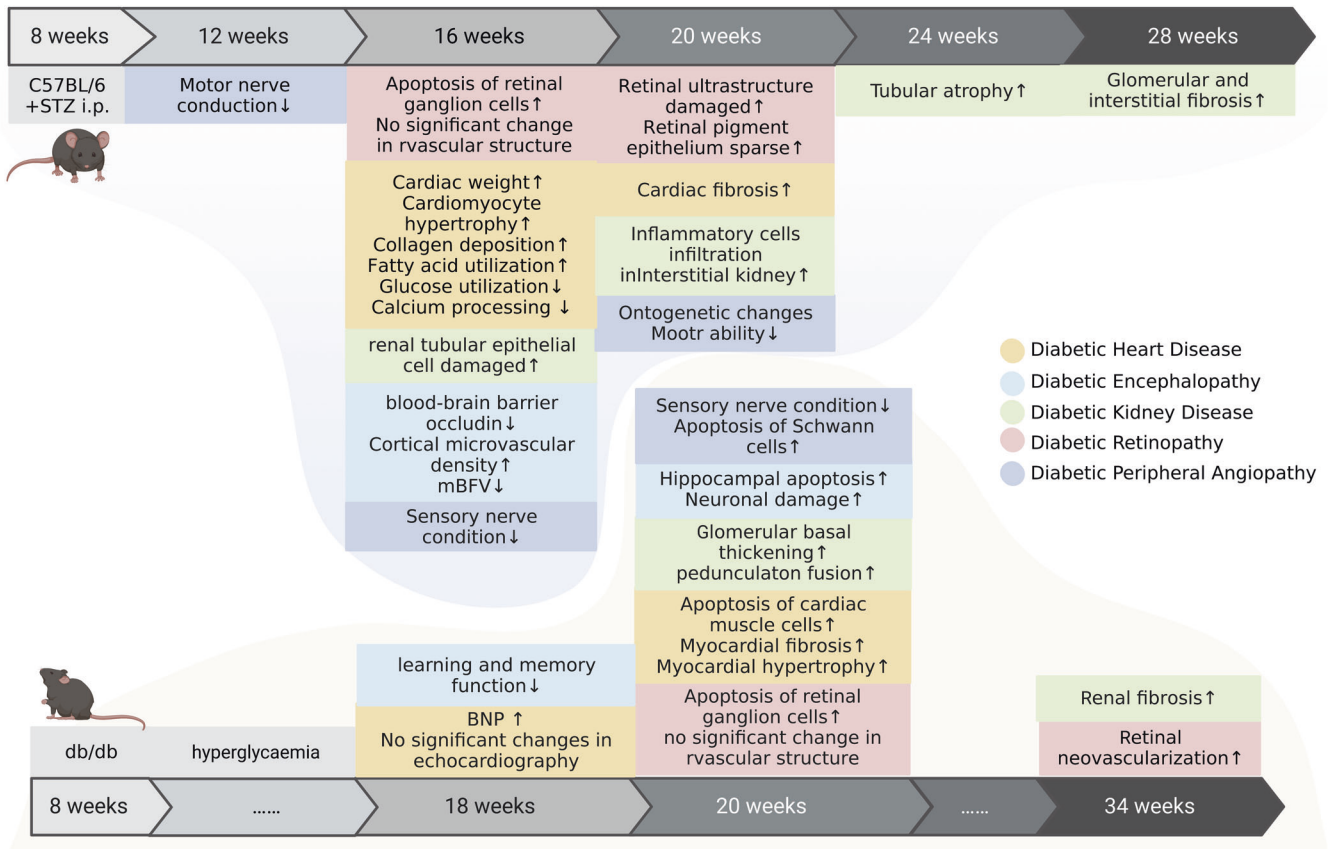 8 weeks
12 weeks
16 weeks
20 weeks
24 weeks
28 weeks
C57BL/6
+STZ i.p.
Motor nerve
conduction↓
Apoptosis of retinal
ganglion cells↑
No significant change
in rvascular structure
Cardiac weight↑
Cardiomyocyte
hypertrophy↑
Collagen deposition↑
Fatty acid utilization↑
Glucose utilization↓
Calcium processing ↓
renal tubular epithelial
cell damaged↑
blood-brain barrier
occludin↓
Cortical microvascular
density↑
mBFV↓
Sensory nerve
condition↓
Retinal ultrastructure
damaged↑
Retinal pigment
epithelium sparse↑
Cardiac fibrosis↑
Inflammatory cells
infiltration
inInterstitial kidney↑
Ontogenetic changes
Mootr ability↓
Tubular atrophy↑
Glomerular and
interstitial fibrosis↑
Diabetic Heart Disease
Diabetic Encephalopathy
Diabetic Kidney Disease
Diabetic Retinopathy
Diabetic Peripheral Angiopathy
db/db
hyperglycaemia
learning and memory
function↓
BNP ↑
No significant changes in
echocardiography
Sensory nerve condition↓
Apoptosis of Schwann
cells↑
Hippocampal apoptosis↑
Neuronal damage↑
Glomerular basal
thickening↑
pedunculaton fusion↑
Apoptosis of cardiac
muscle cells↑
Myocardial fibrosis↑
Myocardial hypertrophy↑
Apoptosis of retinal
ganglion cells↑
no significant change in
rvascular structure
Renal fibrosis↑
Retinal
neovascularization↑
8 weeks
......
18 weeks
20 weeks
......
34 weeks